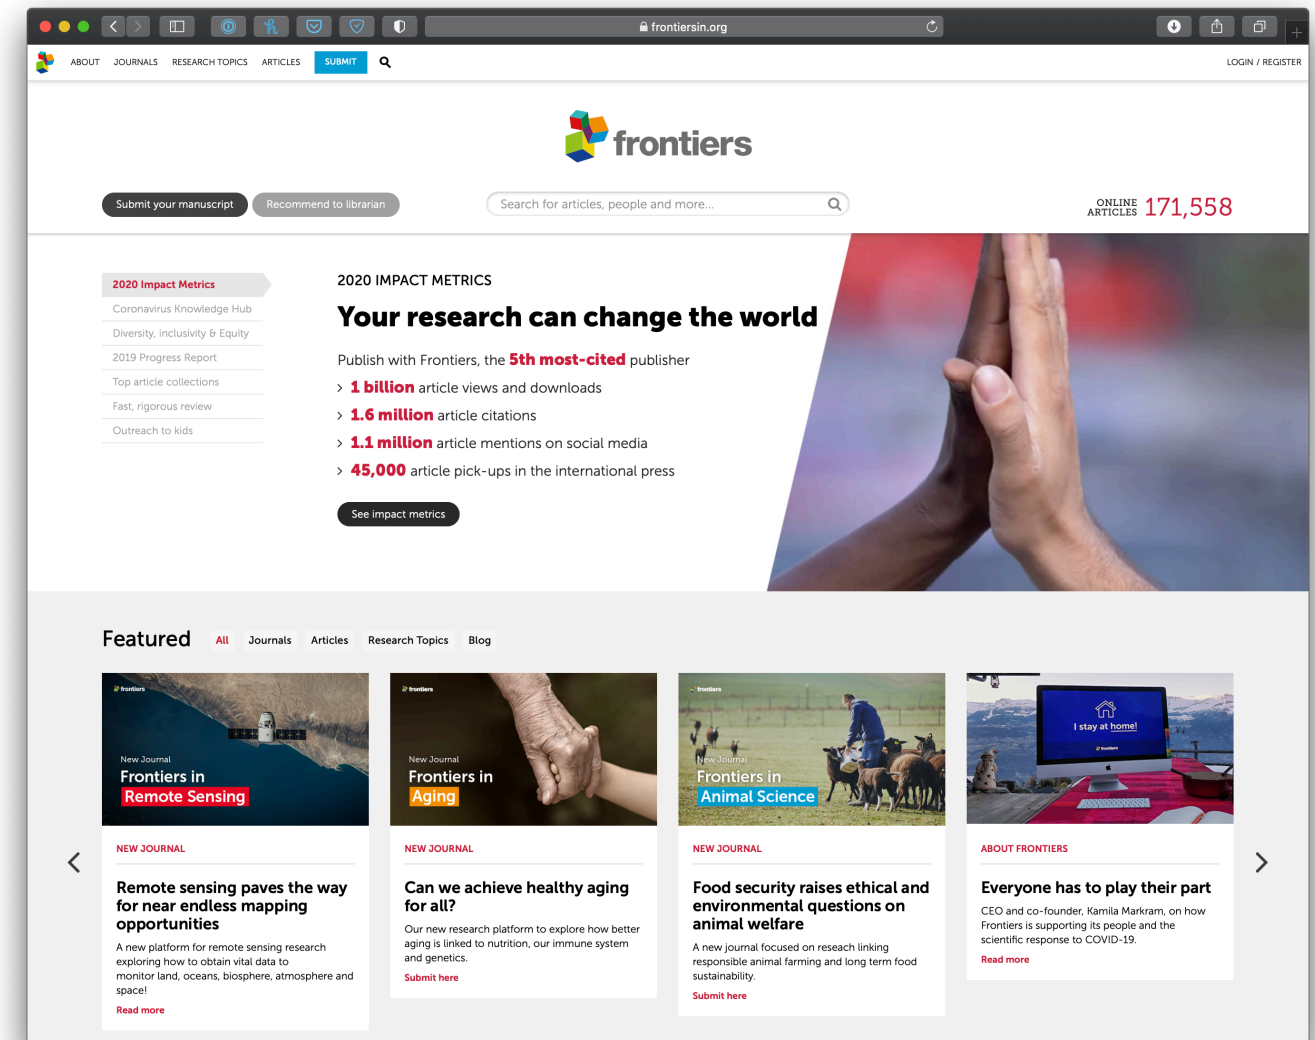 frontiersin.org
ABOUT JOURNALS RESEARCH TOPICS ARTICLES SUBMIT LOGIN / REGISTER
frontiers
Submit your manuscript Recommend to librarian Search for articles, people and more... ONLINE ARTICLES 171,558
2020 Impact Metrics
Coronavirus Knowledge Hub
Diversity, inclusivity & Equity
2019 Progress Report
Top article collections
Fast, rigorous review
Outreach to kids
2020 IMPACT METRICS
Your research can change the world
Publish with Frontiers, the 5th most-cited publisher
> 1 billion article views and downloads
> 1.6 million article citations
> 1.1 million article mentions on social media
> 45,000 article pick-ups in the international press
See impact metrics
Featured All Journals Articles Research Topics Blog
frontiers
New Journal
Frontiers in
Remote Sensing
NEW JOURNAL
Remote sensing paves the way
for near endless mapping
opportunities
A new platform for remote sensing research
exploring how to obtain vital data to
monitor land, oceans, biosphere, atmosphere and
space!
Read more
frontiers
New Journal
Frontiers in
Aging
NEW JOURNAL
Can we achieve healthy aging
for all?
Our new research platform to explore how better
aging is linked to nutrition, our immune system
and genetics.
Submit here
frontiers
New Journal
Frontiers in
Animal Science
NEW JOURNAL
Food security raises ethical and
environmental questions on
animal welfare
A new journal focused on reseach linking
responsible animal farming and long term food
sustainability.
Submit here
I stay at home!
frontiers
ABOUT FRONTIERS
Everyone has to play their part
CEO and co-founder, Kamila Markram, on how
Frontiers is supporting its people and the
scientific response to COVID-19.
Read more